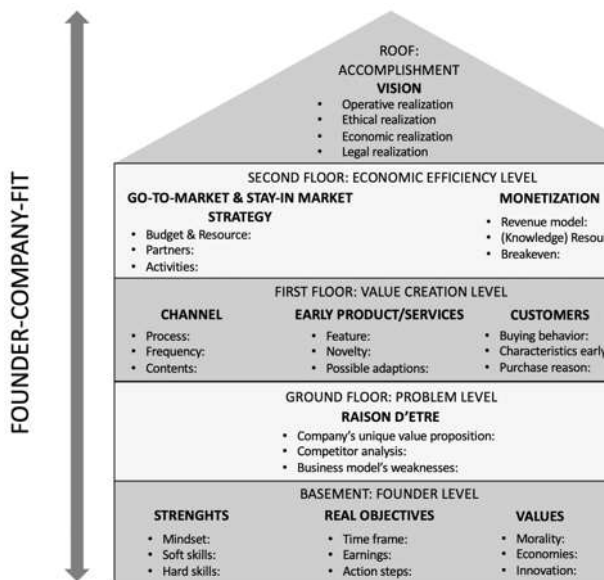 FOUNDER-COMPANY-FIT
ROOF:
ACCOMPLISHMENT
VISION
• Operative realization
• Ethical realization
• Economic realization
• Legal realization
SECOND FLOOR: ECONOMIC EFFICIENCY LEVEL
GO-TO-MARKET & STAY-IN MARKET
STRATEGY
• Budget & Resource:
• Partners:
• Activities:
MONETIZATION
• Revenue model:
• (Knowledge) Resou
• Breakeven:
FIRST FLOOR: VALUE CREATION LEVEL
CHANNEL
• Process:
• Frequency:
• Contents:
EARLY PRODUCT/SERVICES
• Feature:
• Novelty:
• Possible adaptions:
CUSTOMERS
• Buying behavior:
• Characteristics early
• Purchase reason:
GROUND FLOOR: PROBLEM LEVEL
RAISON D'ETRE
• Company's unique value proposition:
• Competitor analysis:
• Business model's weaknesses:
BASEMENT: FOUNDER LEVEL
STRENGHTS
• Mindset:
• Soft skills:
• Hard skills:
REAL OBJECTIVES
• Time frame:
• Earnings:
• Action steps:
VALUES
• Morality:
• Economies:
• Innovation: